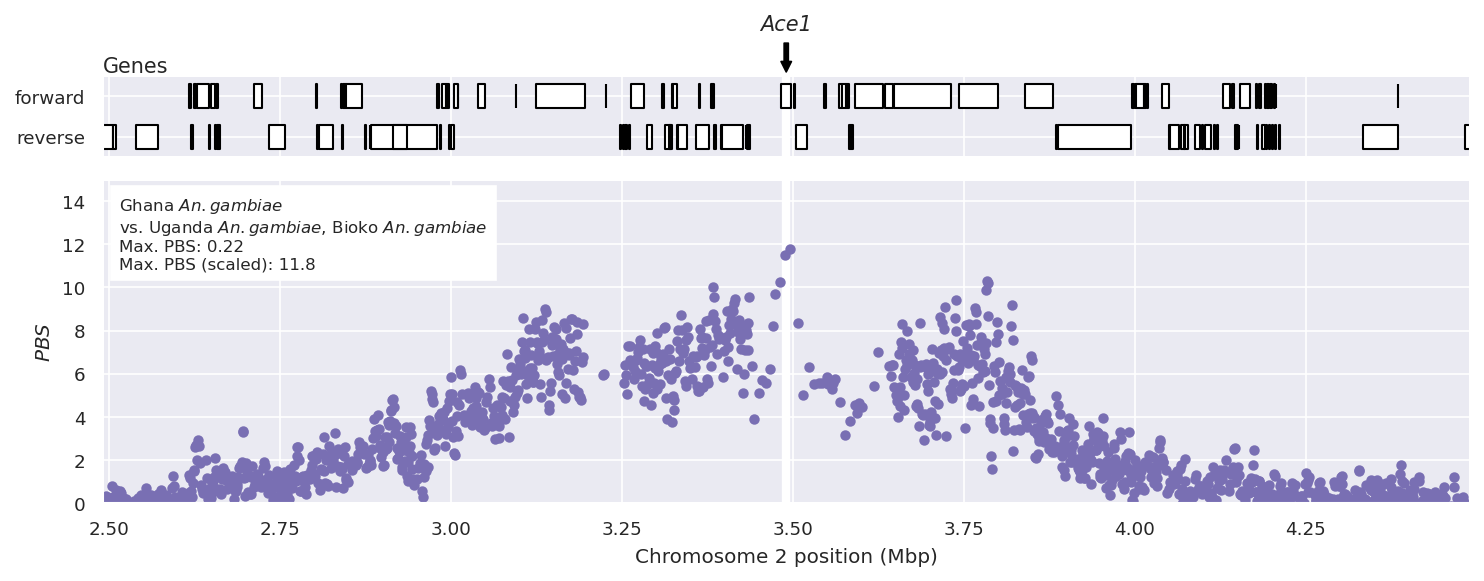 Ace1
Genes
forward
reverse
14
12
10
8
6
4
2
0
PBS
Ghana An. gambiae
vs. Uganda An. gambiae, Bioko An. gambiae
Max. PBS: 0.22
Max. PBS (scaled): 11.8
2.50 2.75 3.00 3.25 3.50 3.75 4.00 4.25
Chromosome 2 position (Mbp)